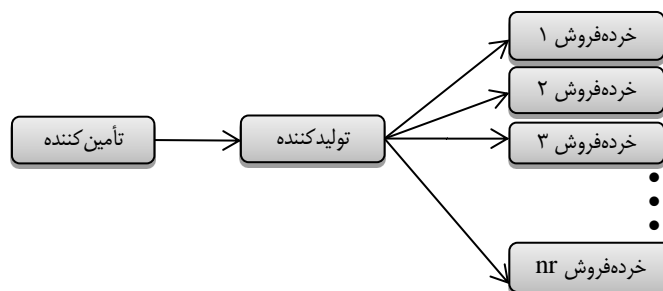 خرده‌فروش ۱
خرده‌فروش ۲
خرده‌فروش ۳
خرده‌فروش nr
تولیدکننده
تأمین‌کننده